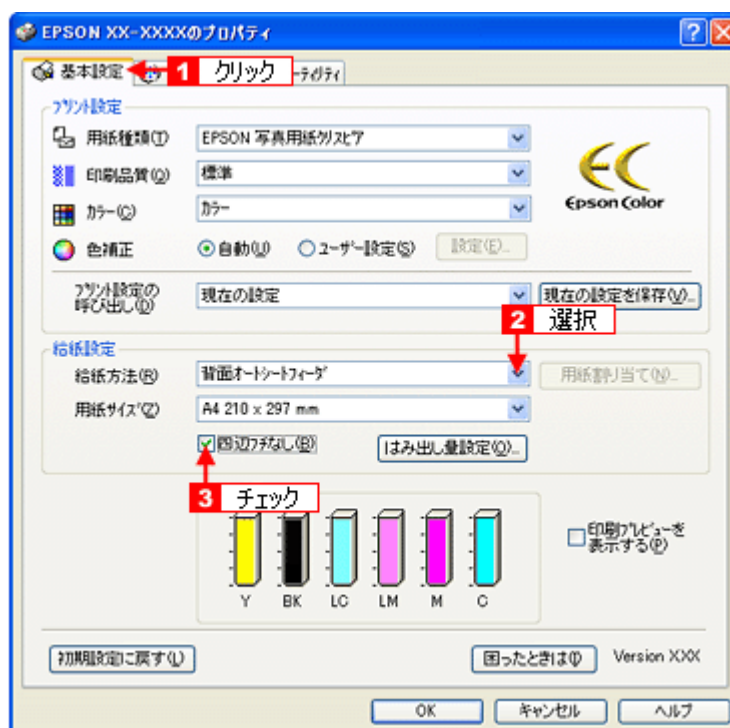 EPSON XX-XXXXのプロパティ
基本設定 1 クリック ーティリティ
プリント設定
用紙種類(T) EPSON 写真用紙クリスピア
印刷品質(Q) 標準
カラー(C) カラー
Epson Color
色補正 自動(U) ユーザー設定(S) 設定(E)...
プリント設定の
呼び出し(D) 現在の設定 現在の設定を保存(V)...
2 選択
給紙設定
給紙方法(R) 背面オートシートフィーダ 用紙割り当て(N)...
用紙サイズ(Z) A4 210 x 297 mm
四辺フチなし(B) はみ出し量設定(O)...
3 チェック
印刷プレビューを
表示する(P)
Y BK LC LM M C
初期設定に戻す(L) 困ったときは(I) Version XXX
OK キャンセル ヘルプ